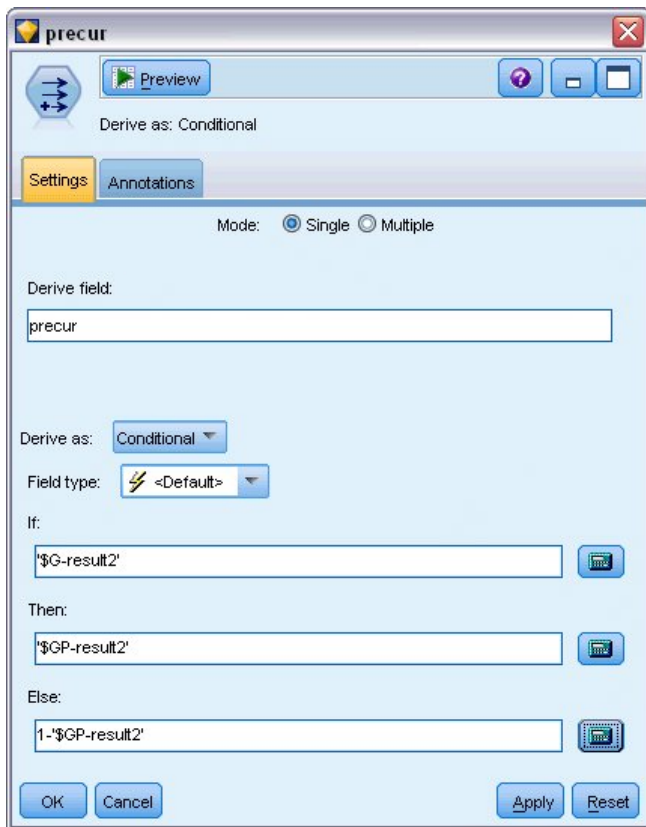 precur
Preview
Derive as: Conditional
Settings Annotations
Mode: Single Multiple
Derive field:
precur
Derive as: Conditional
Field type: <Default>
If:
'$G-result2'
Then:
'$GP-result2'
Else:
1-'$GP-result2'
OK Cancel Apply Reset